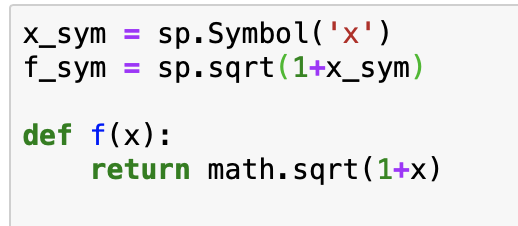 x_sym = sp.Symbol('x')
f_sym = sp.sqrt(1+x_sym)
def f(x):
    return math.sqrt(1+x)